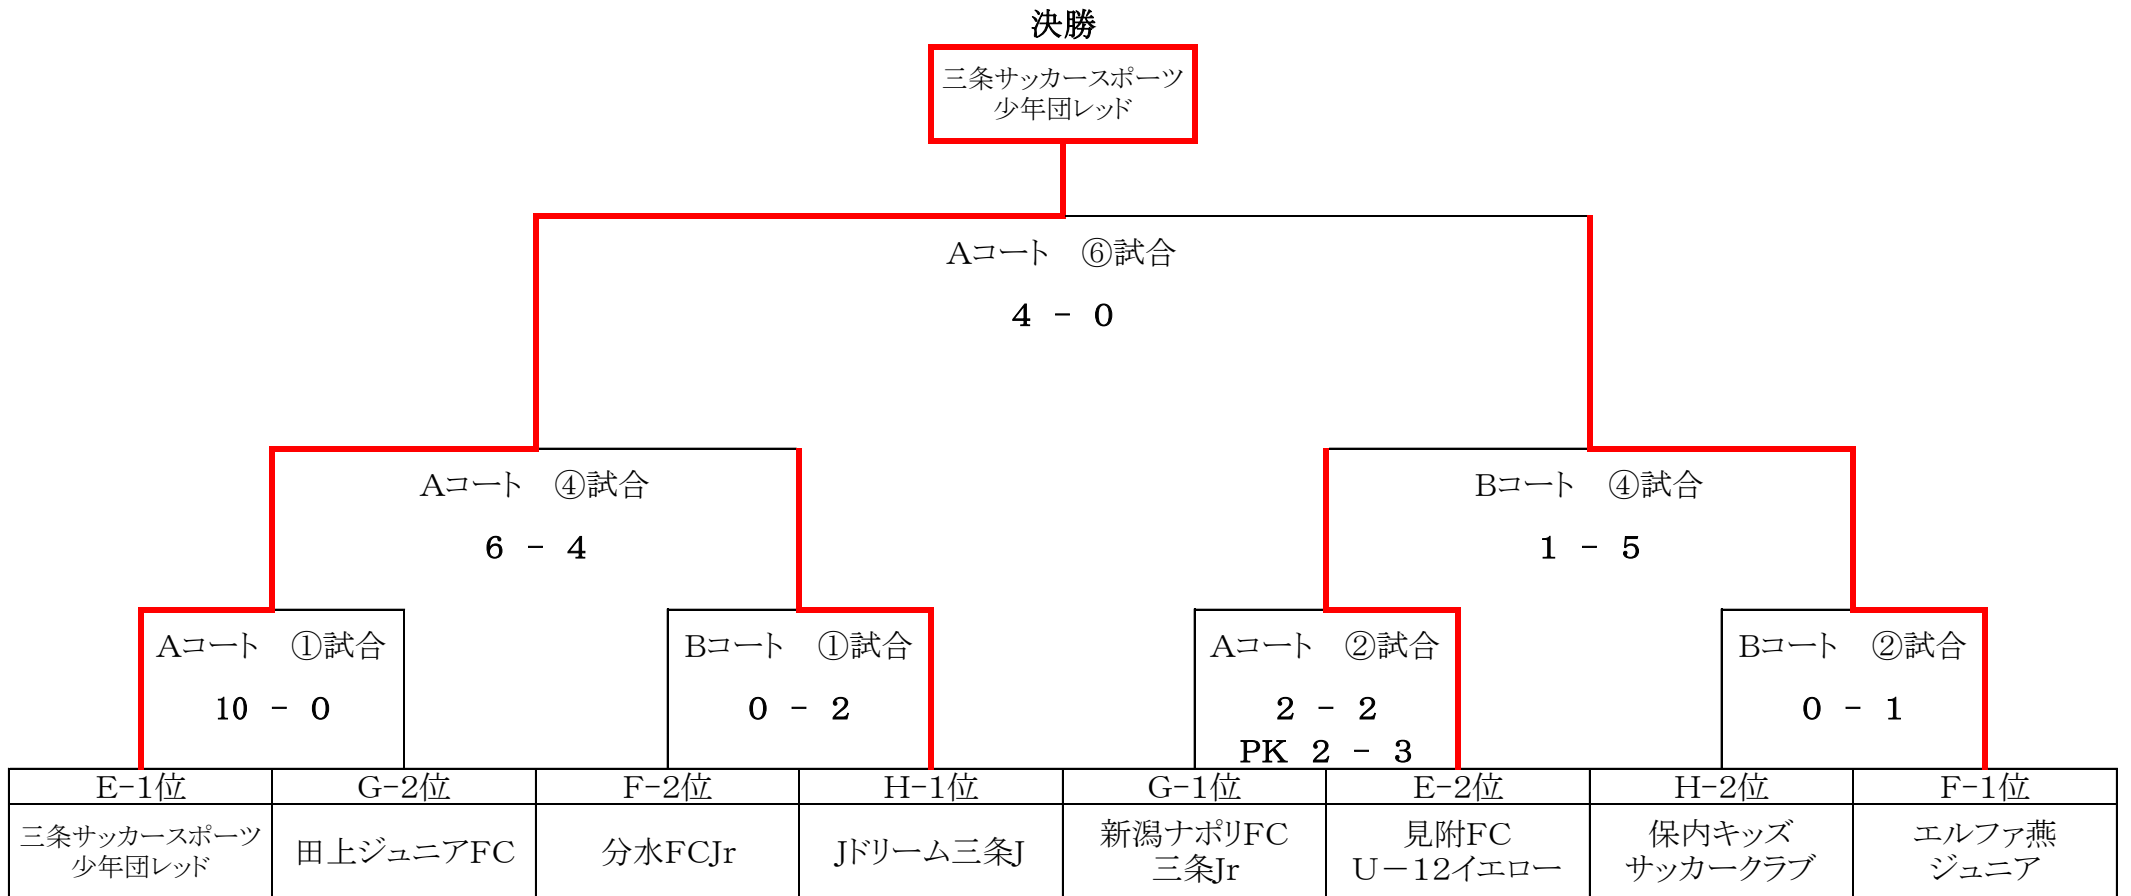 決勝
三条サッカースポーツ
少年団レッド
Aコート　⑥試合
4 - 0
Aコート　④試合
Bコート　④試合
6 - 4
1 - 5
Aコート　①試合
Bコート　①試合
Aコート　②試合
Bコート　②試合
10 - 0
0 - 2
2 - 2
0 - 1
PK 2 - 3
E-1位
G-2位
F-2位
H-1位
G-1位
E-2位
H-2位
F-1位
三条サッカースポーツ
少年団レッド
田上ジュニアFC
分水FCJr
Jドリーム三条J
新潟ナポリFC
三条Jr
見附FC
U－12イエロー
保内キッズ
サッカークラブ
エルファ燕
ジュニア